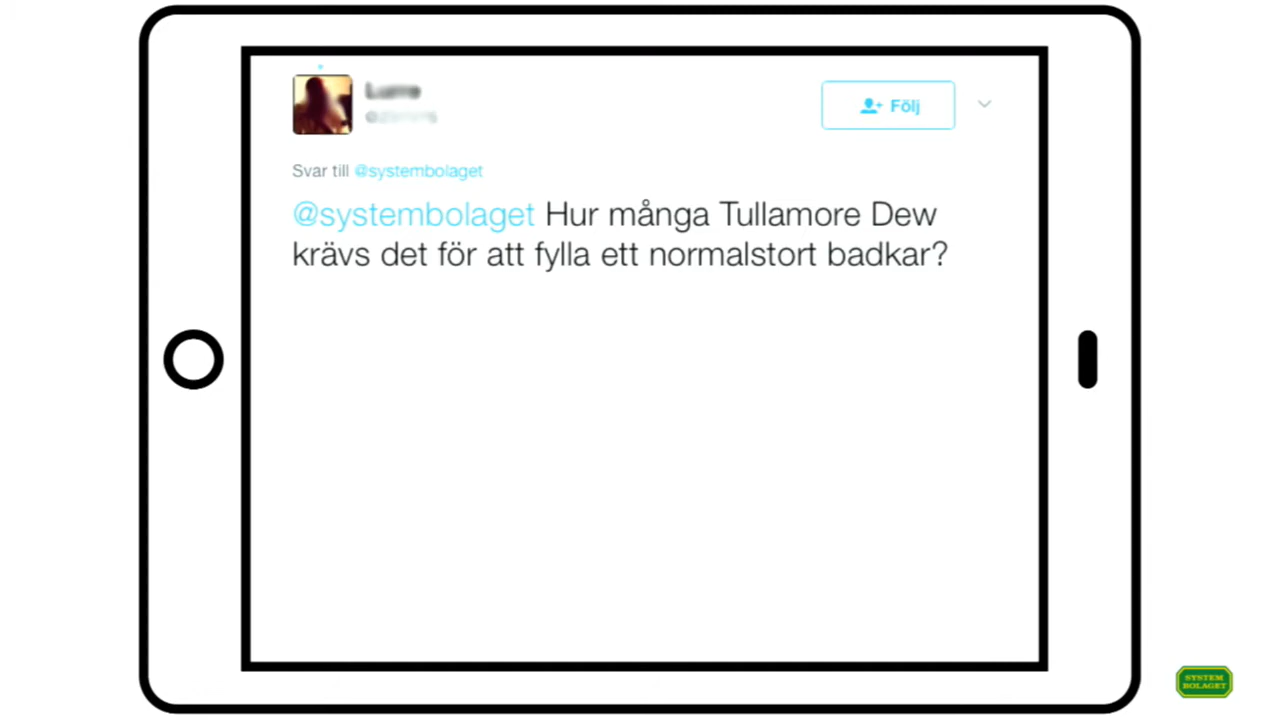 Följ
Svar till @systembolaget
@systembolaget Hur många Tullamore Dew
krävs det för att fylla ett normalstort badkar?
SYSTEM
BOLAGET